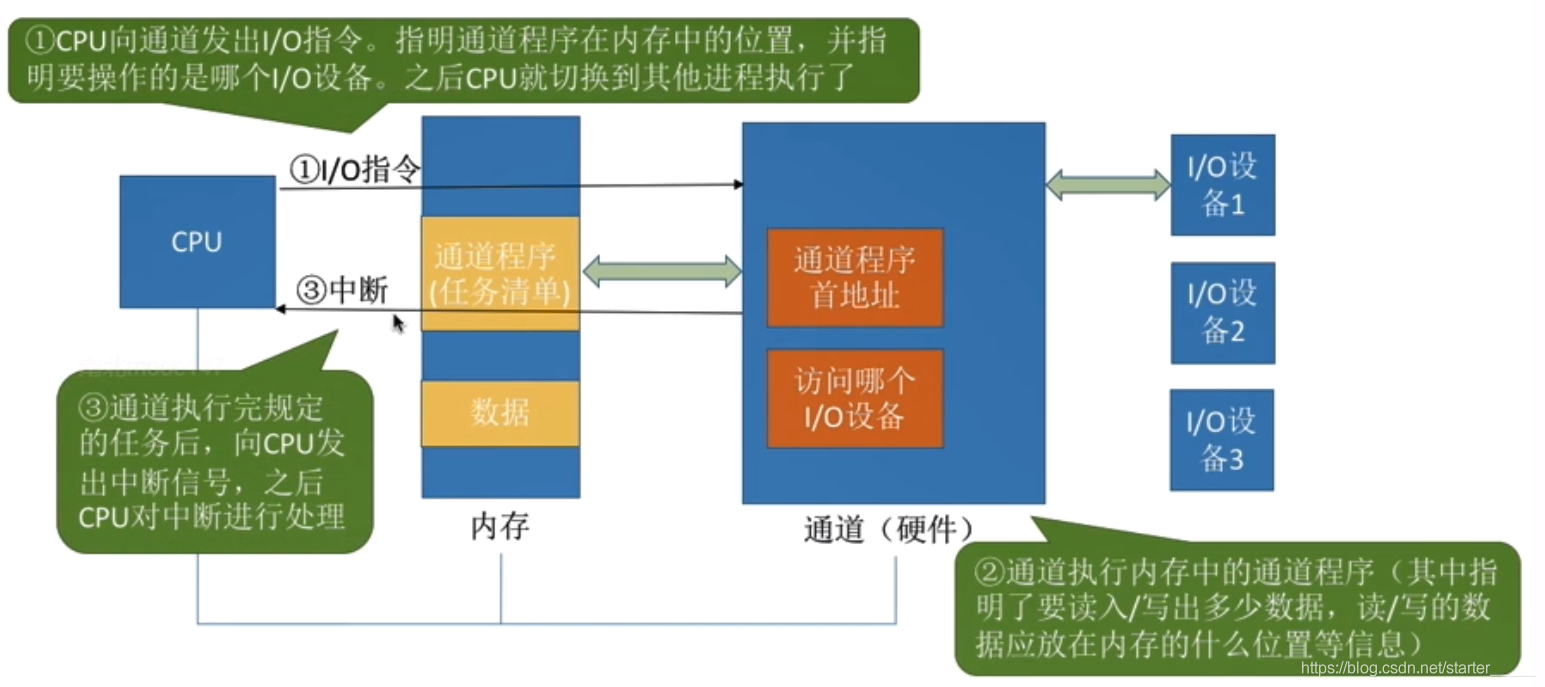 ①CPU向通道发出I/O指令。指明通道程序在内存中的位置，并指
明要操作的是哪个I/O设备。之后CPU就切换到其他进程执行了
①I/O指令
CPU
通道程序
(任务清单)
③中断
数据
内存
通道程序
首地址
访问哪个
I/O设备
通道（硬件）
I/O设
备1
I/O设
备2
I/O设
备3
③通道执行完规定
的任务后，向CPU发
出中断信号，之后
CPU对中断进行处理
②通道执行内存中的通道程序（其中指
明了要读入/写出多少数据，读/写的数
据应放在内存的什么位置等信息）
https://blog.csdn.net/starter_